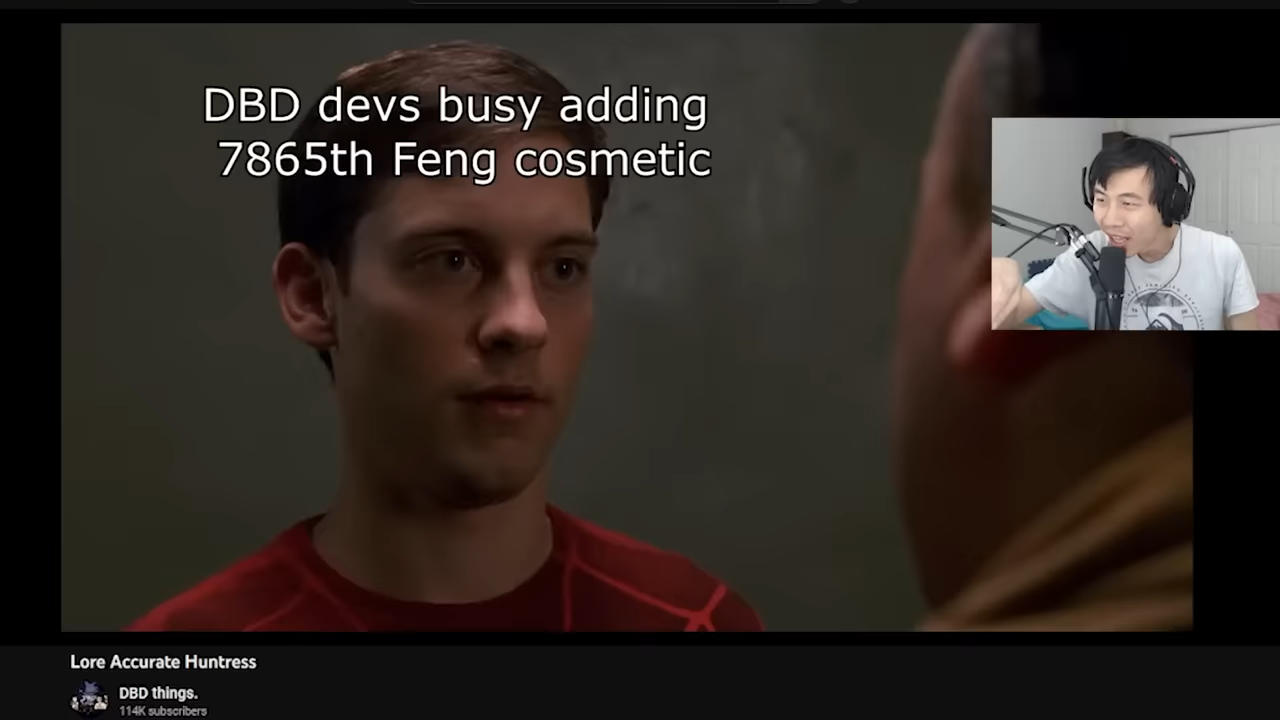 DBD devs busy adding
7865th Feng cosmetic
Lore Accurate Huntress
DBD things.
114K subscribers